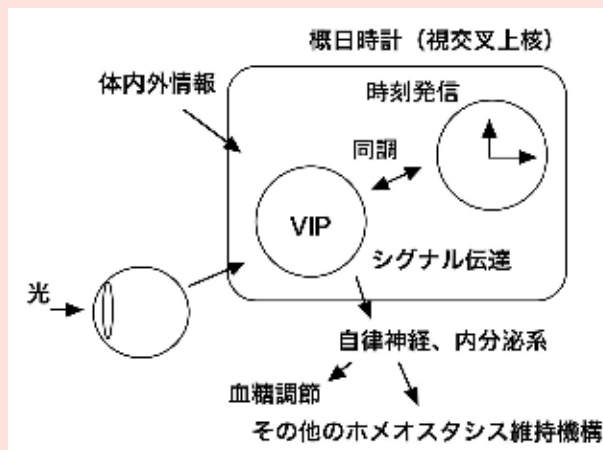 概日時計（視交叉上核）
体内外情報
時刻発信
同調
VIP
シグナル伝達
光
自律神経、内分泌系
血糖調節
その他のホメオスタシス維持機構